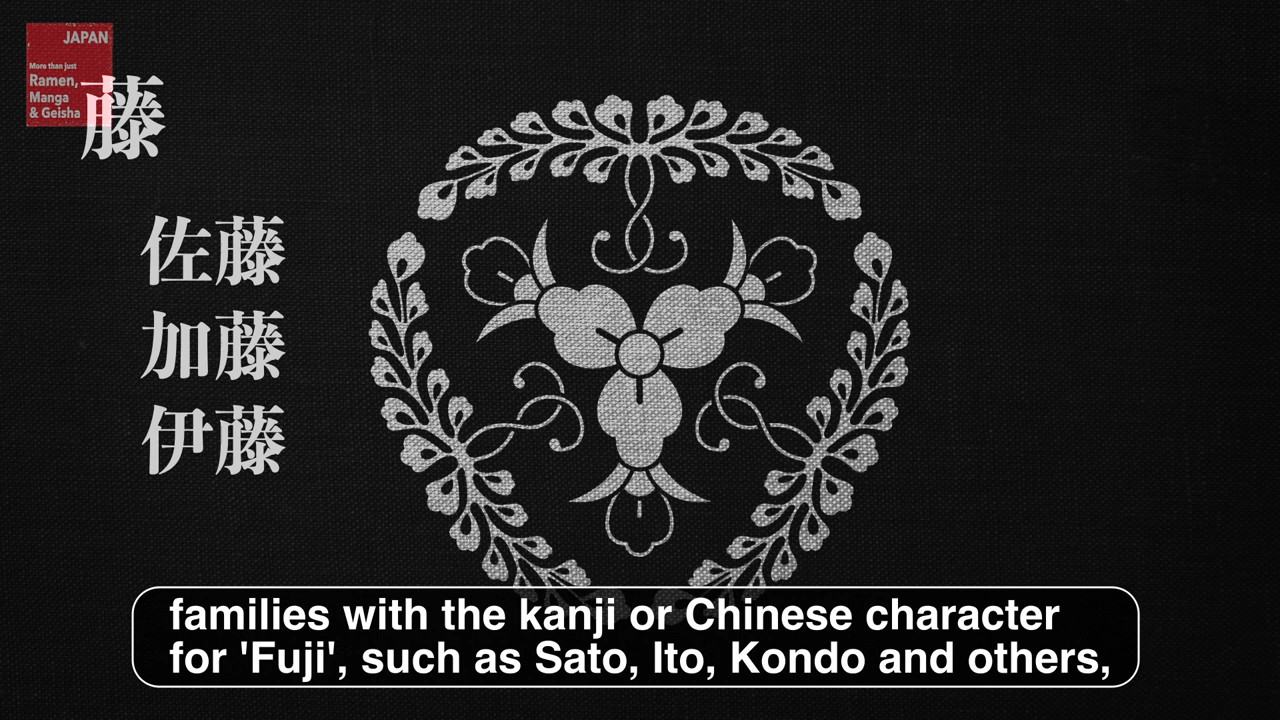 JAPAN
More than just
Ramen,
Manga
& Geisha
藤
佐藤
加藤
伊藤
families with the kanji or Chinese character
for 'Fuji', such as Sato, Ito, Kondo and others,